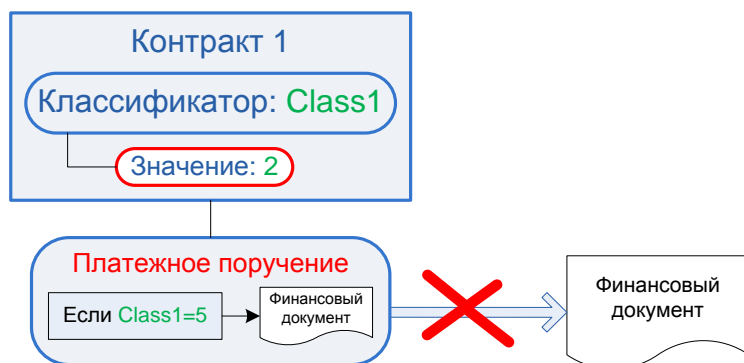 Контракт 1
Классификатор: Class1
Значение: 2
Платежное поручение
Если Class1=5
Финансовый
документ
Финансовый
документ